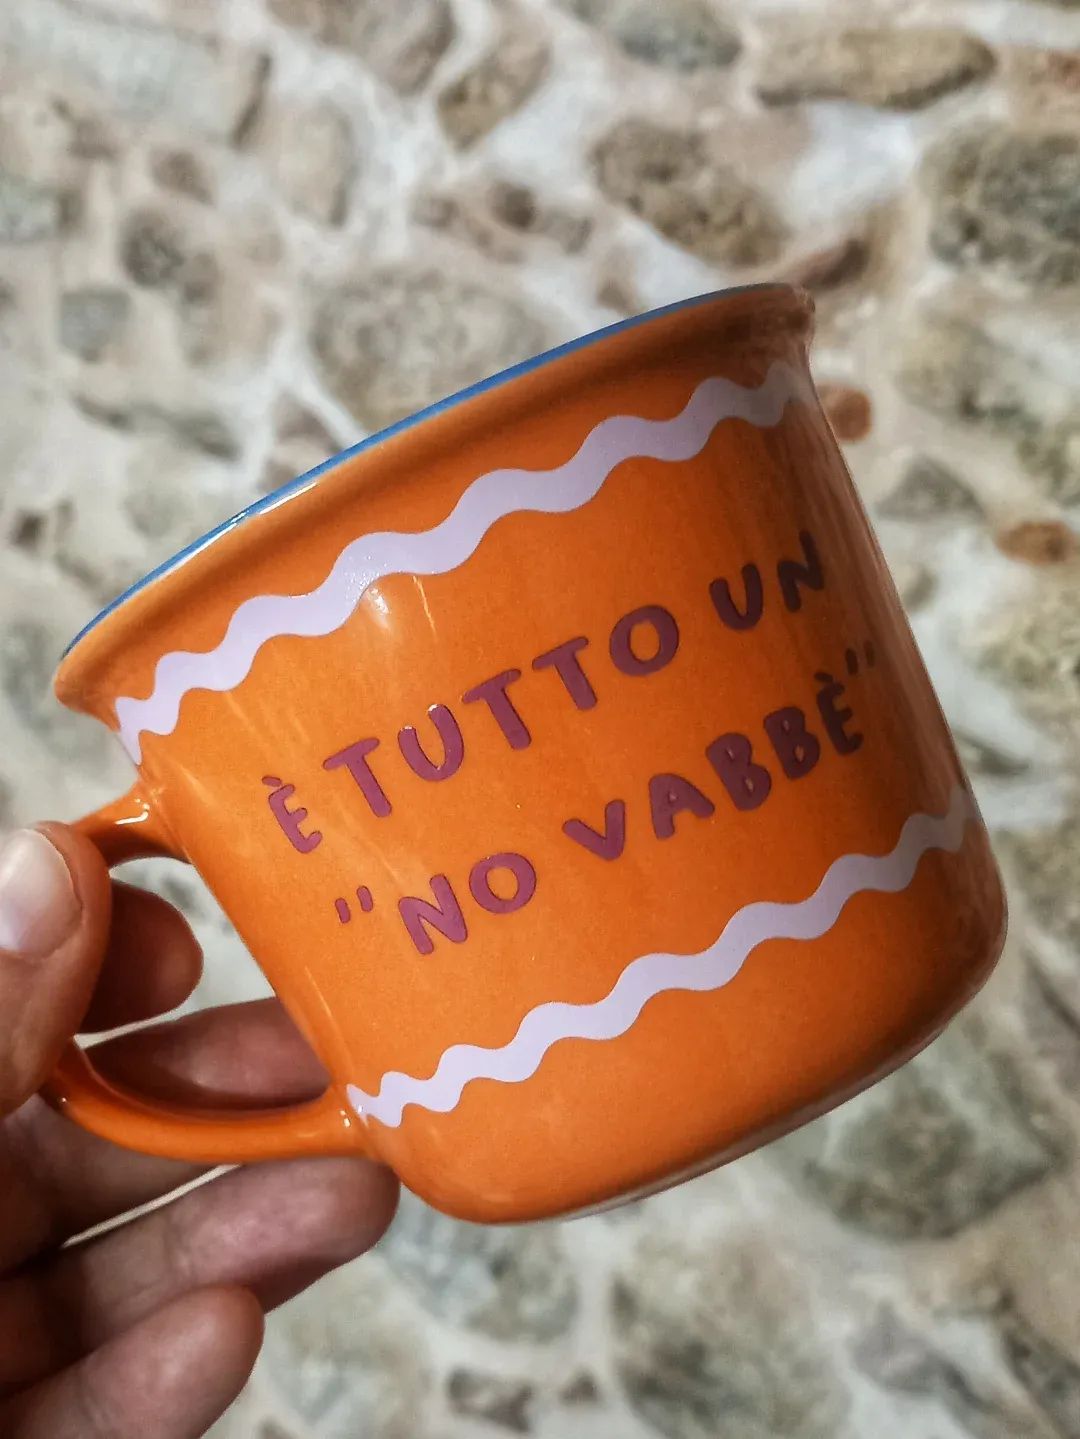 È TUTTO UN
"NO VABBÈ"